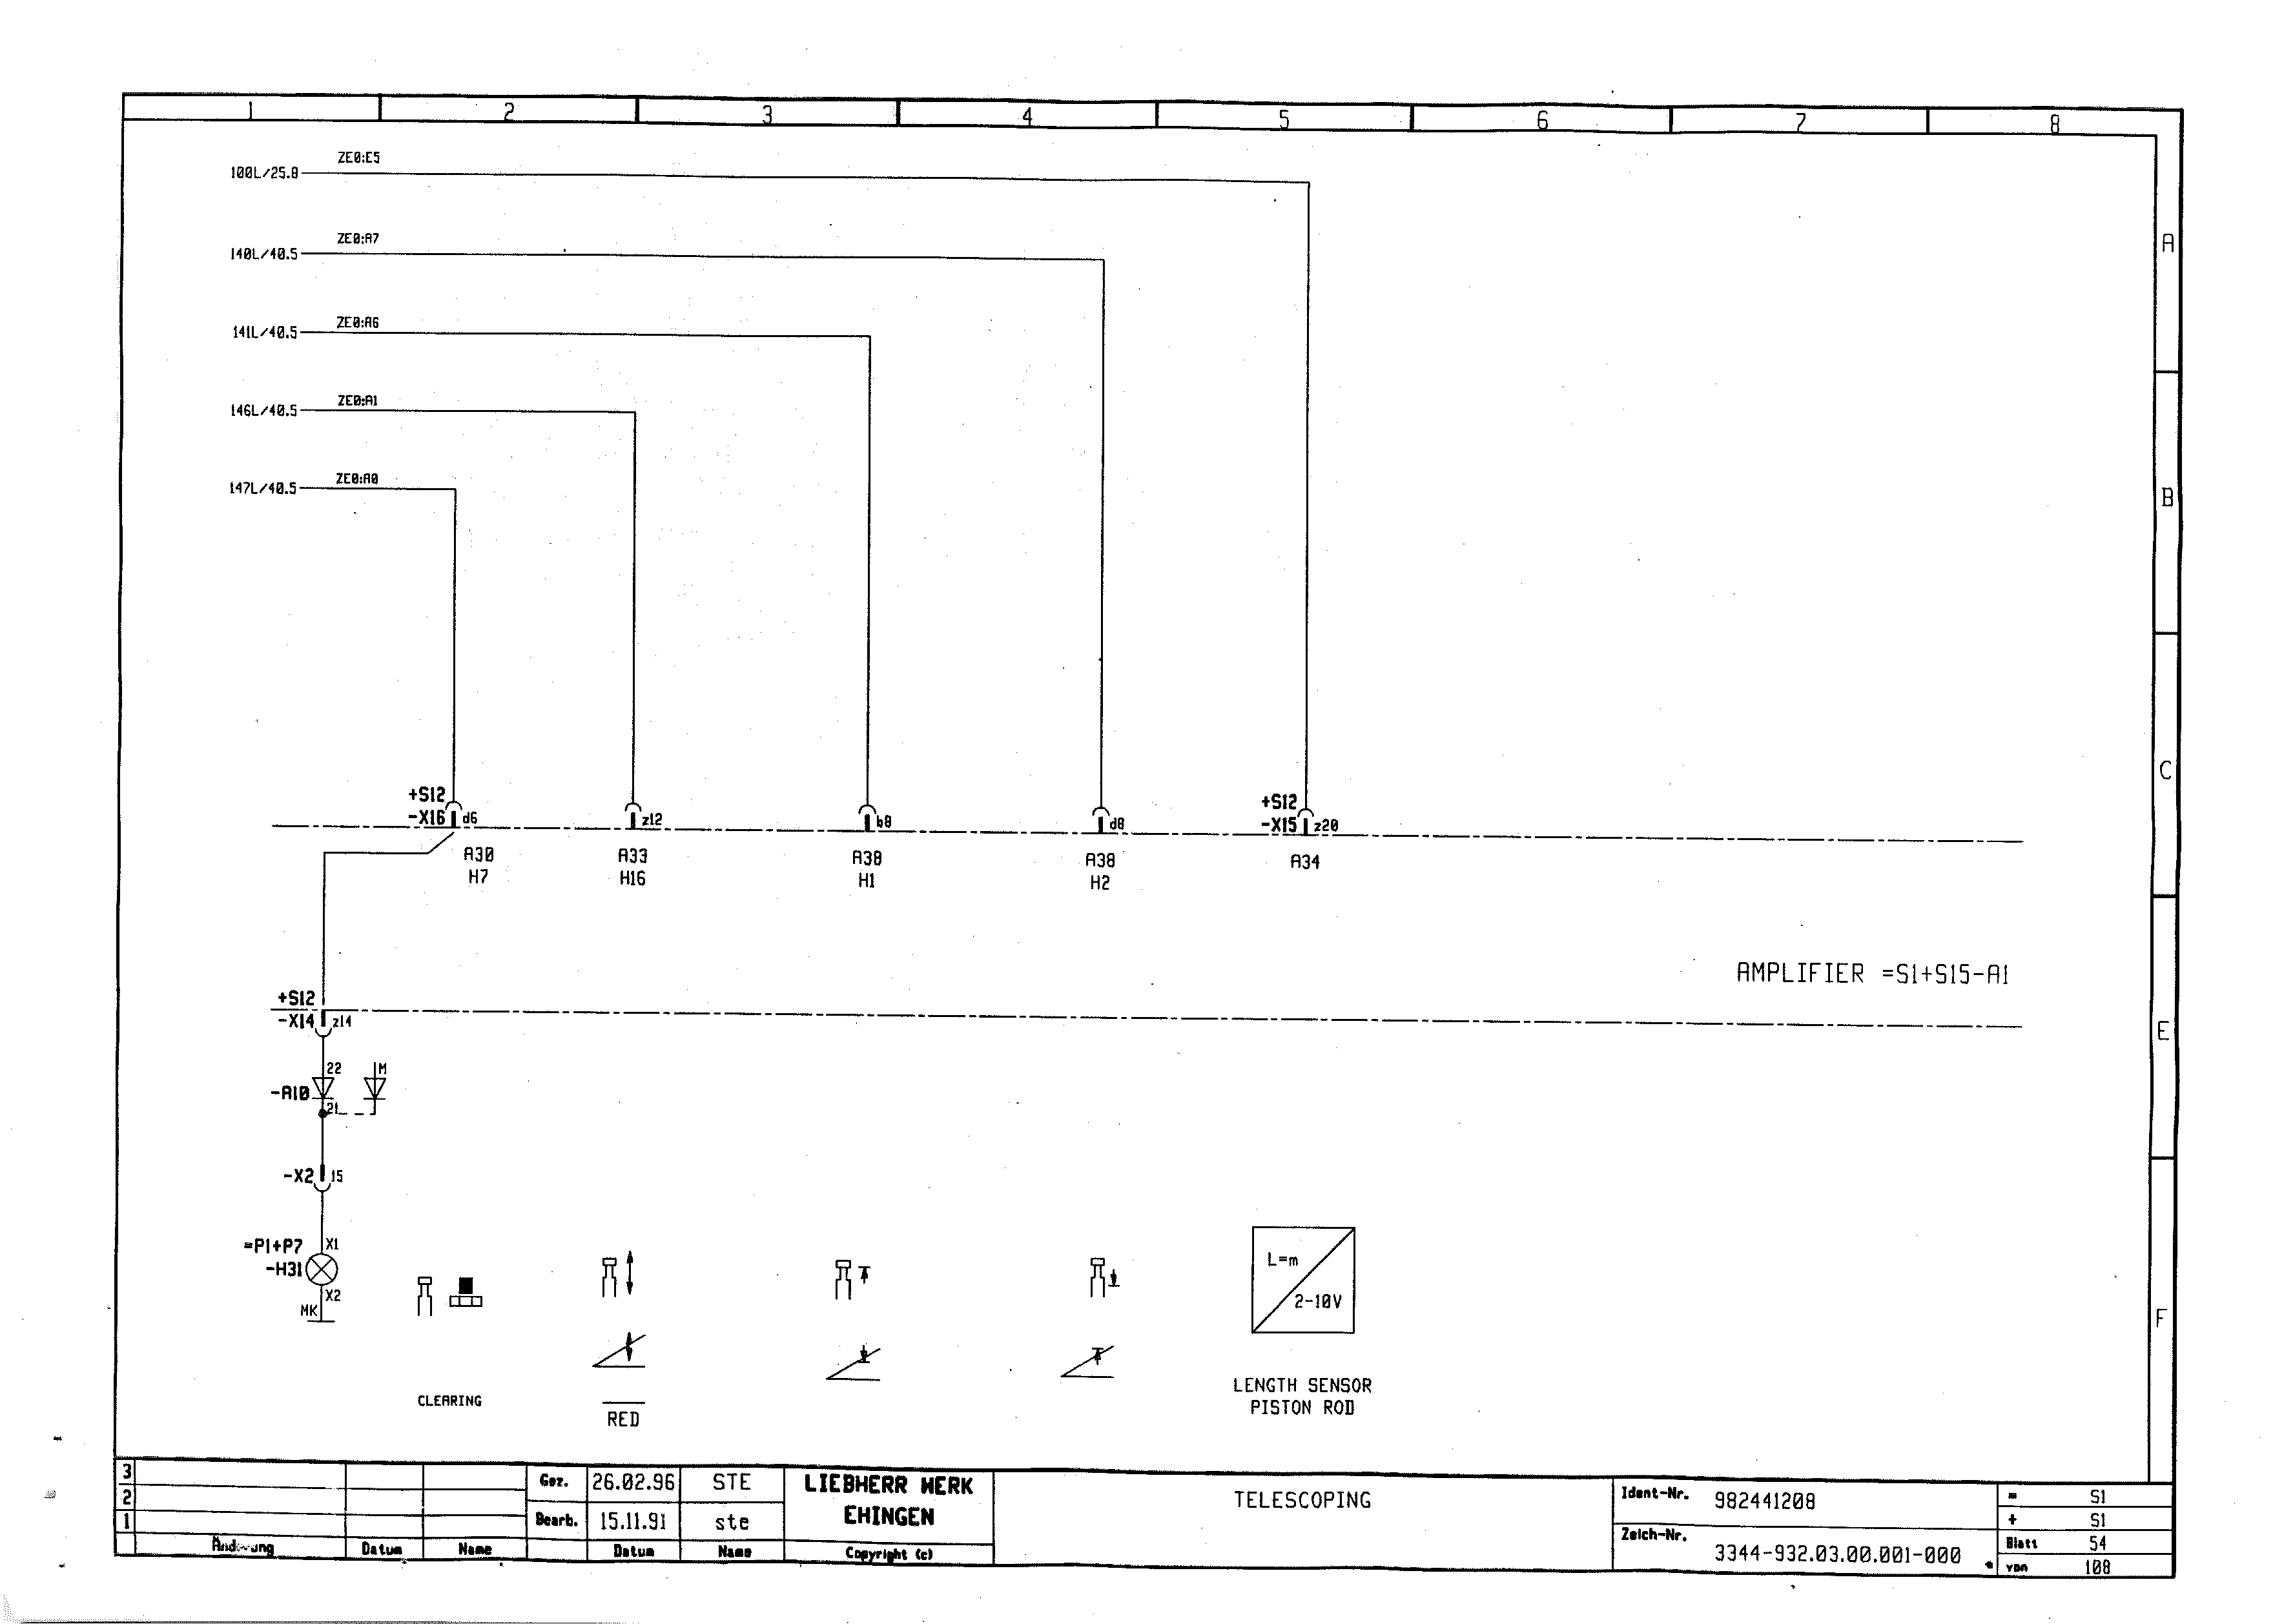 1 2 3 4 5 6 7 8
ZE0:E5
100L/25.8
ZE0:A7
140L/40.5
ZE0:A6
141L/40.5
ZE0:A1
146L/40.5
ZE0:A0
147L/40.5
A
B
C
E
F
+S12
-X16 d6
z12
b8
d8
+S12
-X15 z20
A30
H7
A33
H16
A38
H1
A38
H2
A34
AMPLIFIER =S1+S15-A1
+S12
-X14 z14
22
M
-A10
21
-X2 15
=P1+P7 X1
-H31
X2
MK
L=m
2-10V
CLEARING
RED
LENGTH SENSOR
PISTON ROD
3
2
1
Änderung Datum Name
Gez. 26.02.96 STE
Bearb. 15.11.91 ste
Datum Name
LIEBHERR WERK
EHINGEN
Copyright (c)
TELESCOPING
Ident-Nr. 982441208
Zeich-Nr. 3344-932.03.00.001-000
= S1
+ S1
Blatt 54
von 108